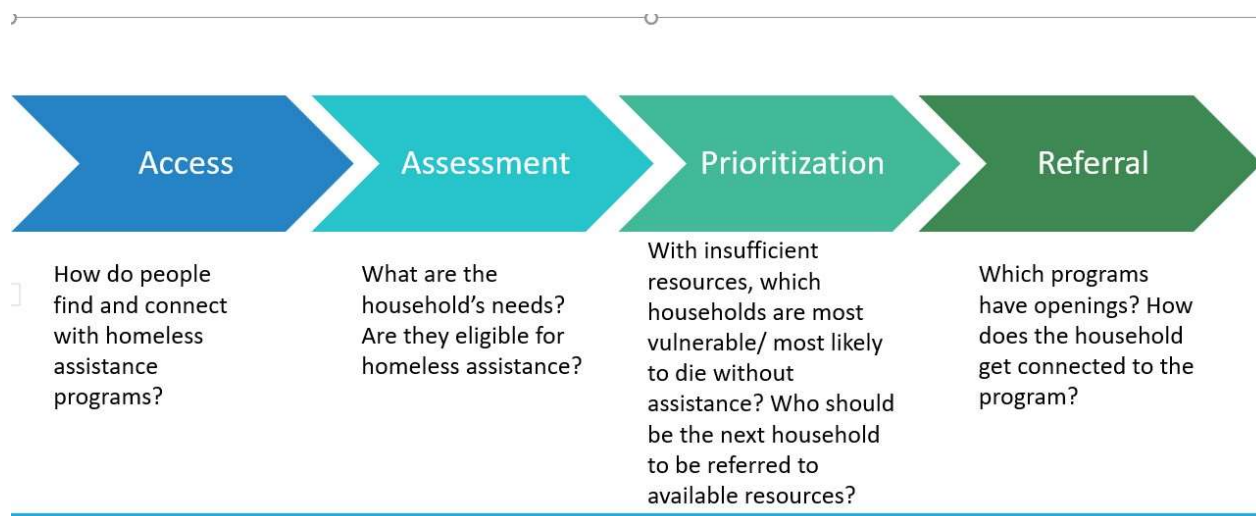 Access
Assessment
Prioritization
Referral
How do people
find and connect
with homeless
assistance
programs?
What are the
household’s needs?
Are they eligible for
homeless assistance?
With insufficient
resources, which
households are most
vulnerable/ most likely
to die without
assistance? Who should
be the next household
to be referred to
available resources?
Which programs
have openings? How
does the household
get connected to the
program?